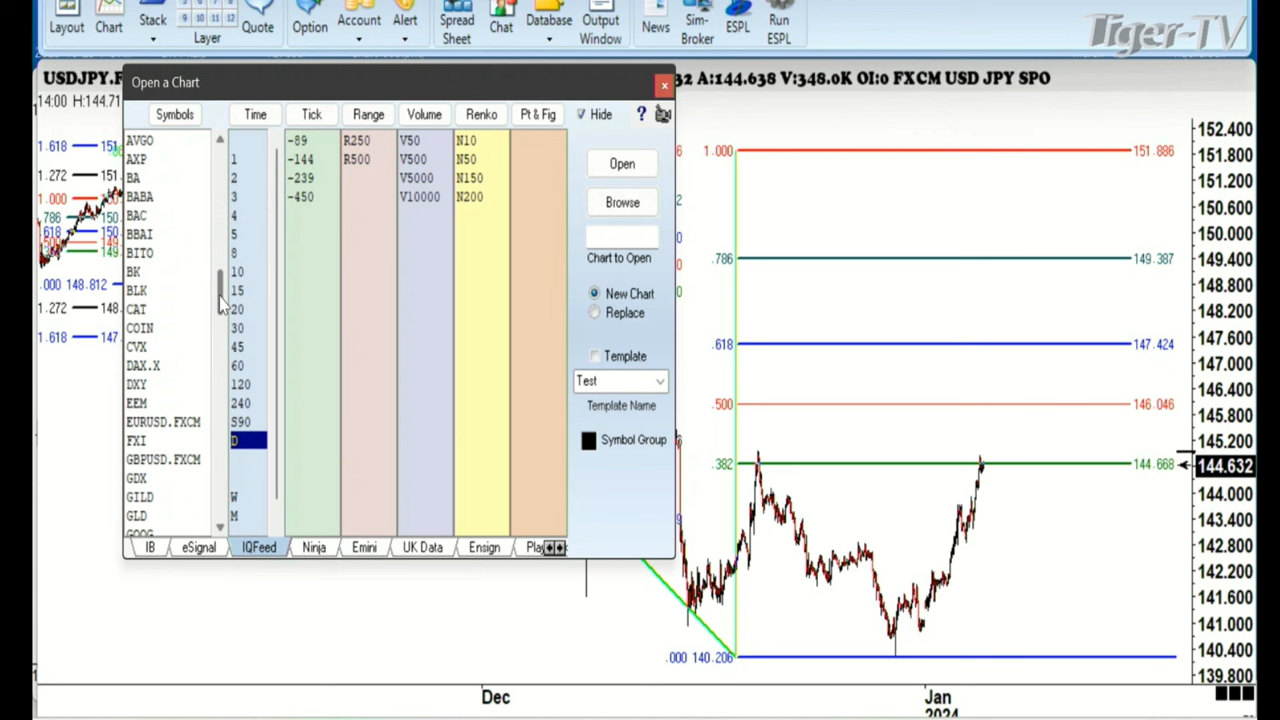 Layout Chart Stack Layer Quote Option Account Alert Spread Sheet Chat Database Output Window News Sim-Broker ESPL Run ESPL
9 10 11 12
Tiger-TV
USDJPY.F
32 A:144.638 V:348.0K OI:0 FXCM USD JPY SPO
14:00 H:144.71
Open a Chart
Symbols Time Tick Range Volume Renko Pt & Fig Hide ?
AVGO -89 R250 V50 N10
AXP 1 -144 R500 V500 N50
BA 2 -239 V5000 N150
BABA 3 -450 V10000 N200
BAC 4
BBAI 5
BITO 8
BK 10
BLK 15
CAT 20
COIN 30
CVX 45
DAX.X 60
DXY 120
EEM 240
EURUSD.FXCM S90
FXI D
GBPUSD.FXCM
GDX
GILD W
GLD M
GOOG
Open
Browse
Chart to Open
New Chart
Replace
Template
Test
Template Name
Symbol Group
IB eSignal IQFeed Ninja Emini UK Data Ensign Play
1.618 151
1.272 151
1.000 150
.786 150
.618 150
.500 149
149
.000 148.812
1.272 148
1.618 147
1.000 151.886
.786 149.387
.618 147.424
.500 146.046
.382 144.668
.000 140.206
152.400
151.800
151.200
150.600
150.000
149.400
148.800
148.200
147.600
147.000
146.400
145.800
145.200
144.632
144.000
143.400
142.800
142.200
141.600
141.000
140.400
139.800
Dec
Jan
2024